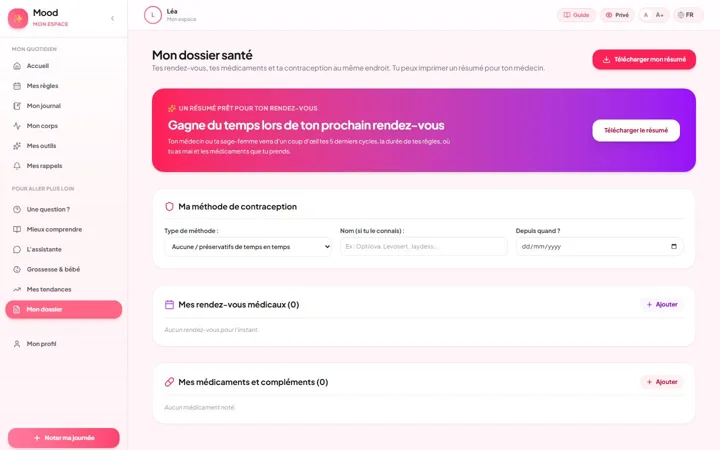 Mood
MON ESPACE
L
Léa
Mon espace
Guide
Privé
A A+
FR
MON QUOTIDIEN
Accueil
Mes règles
Mon journal
Mon corps
Mes outils
Mes rappels
POUR ALLER PLUS LOIN
Une question ?
Mieux comprendre
L'assistante
Grossesse & bébé
Mes tendances
Mon dossier
Mon profil
Noter ma journée
Mon dossier santé
Tes rendez-vous, tes médicaments et ta contraception au même endroit. Tu peux imprimer un résumé pour ton médecin.
Télécharger mon résumé
UN RÉSUMÉ PRÊT POUR TON RENDEZ-VOUS
Gagne du temps lors de ton prochain rendez-vous
Ton médecin ou ta sage-femme verra d'un coup d'œil tes 5 derniers cycles, la durée de tes règles, où
tu as mal et les médicaments que tu prends.
Télécharger le résumé
Ma méthode de contraception
Type de méthode :
Aucune / préservatifs de temps en temps
Nom (si tu le connais) :
Ex : Optilova, Levosert, Jaydess...
Depuis quand ?
dd/mm/yyyy
Mes rendez-vous médicaux (0)
Ajouter
Aucun rendez-vous pour l'instant.
Mes médicaments et compléments (0)
Ajouter
Aucun médicament noté.